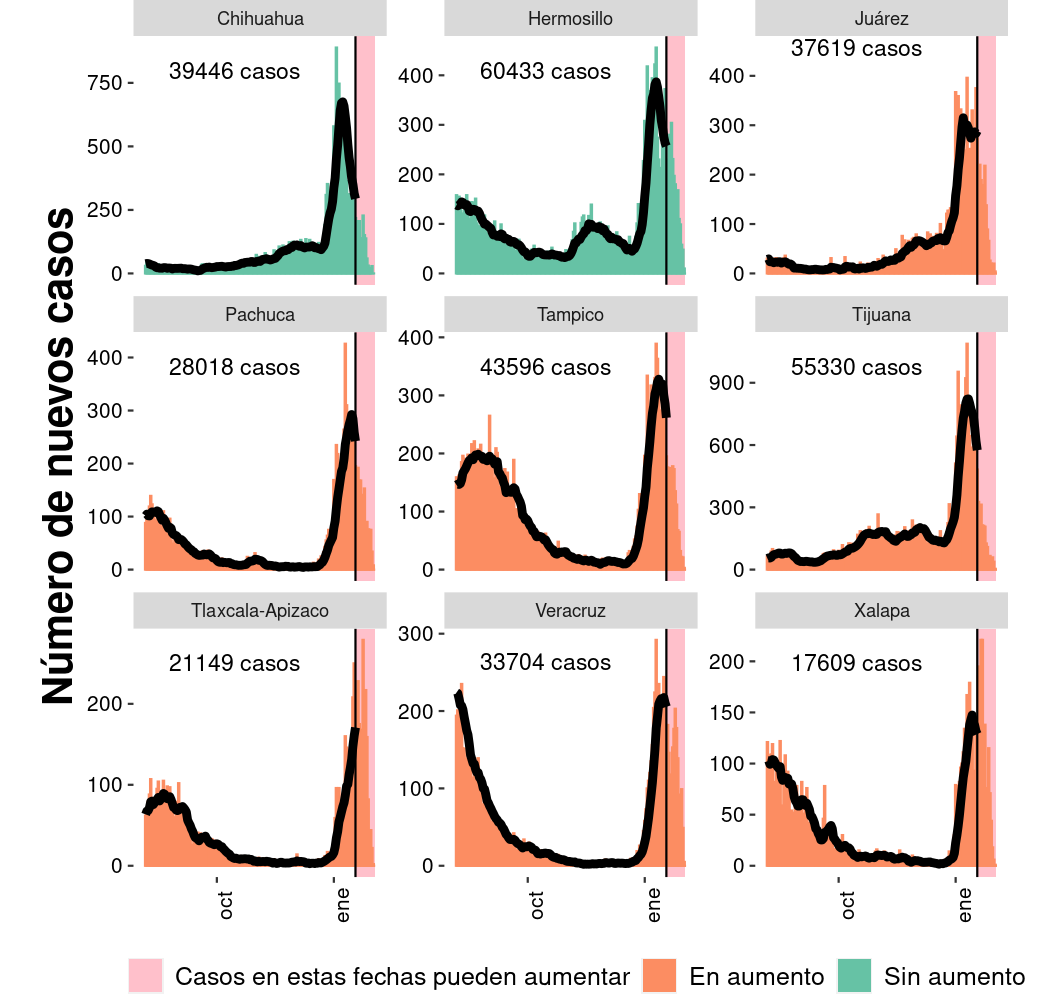 Chihuahua
Hermosillo
Juárez
39446 casos
60433 casos
37619 casos
750
500
250
0
400
300
200
100
0
400
300
200
100
0
Número de nuevos casos
Pachuca
Tampico
Tijuana
28018 casos
43596 casos
55330 casos
400
300
200
100
0
400
300
200
100
0
900
600
300
0
Tlaxcala-Apizaco
Veracruz
Xalapa
21149 casos
33704 casos
17609 casos
200
100
0
300
200
100
0
200
150
100
50
0
oct
ene
oct
ene
oct
ene
Casos en estas fechas pueden aumentar
En aumento
Sin aumento